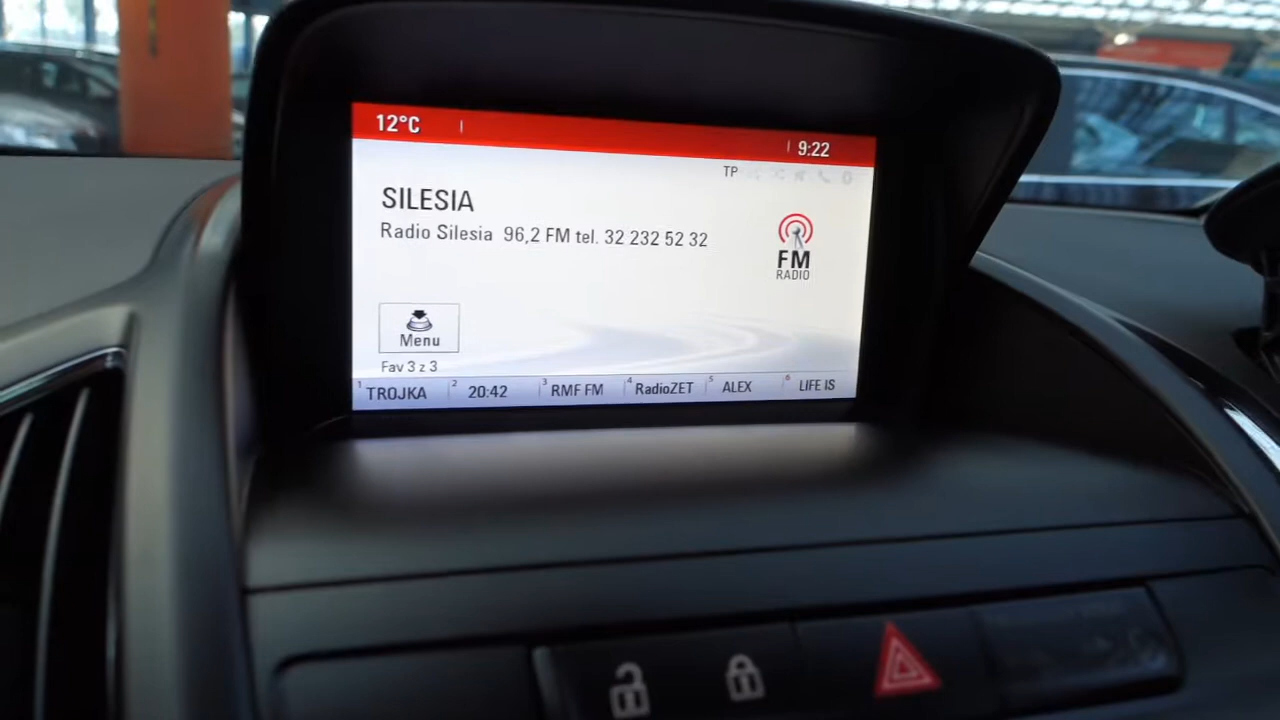 12°C 9:22
TP
SILESIA
Radio Silesia 96,2 FM tel. 32 232 52 32
FM
RADIO
Menu
Fav 3 z 3
1 TROJKA 2 20:42 3 RMF FM 4 RadioZET 5 ALEX 6 LIFE IS